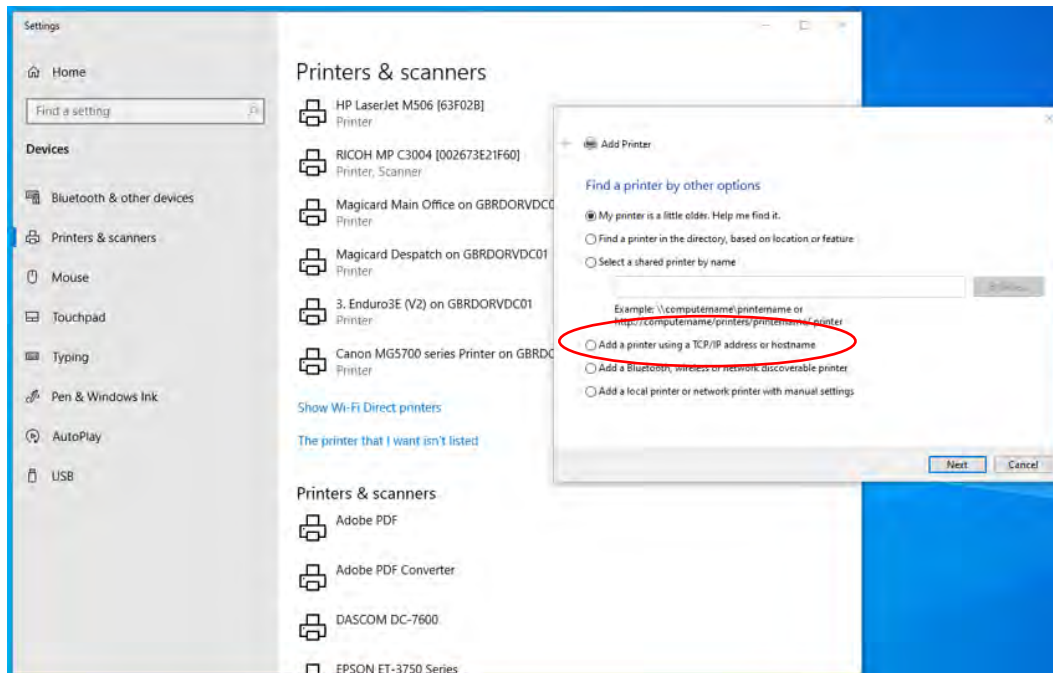 Settings
Home
Find a setting
Devices
Bluetooth & other devices
Printers & scanners
Mouse
Touchpad
Typing
Pen & Windows Ink
AutoPlay
USB
Printers & scanners
HP LaserJet M506 [63F02B]
Printer
RICOH MP C3004 [002673E21F60]
Printer, Scanner
Magicard Main Office on GBRDORVDC0
Printer
Magicard Despatch on GBRDORVDC01
Printer
3. Enduro3E (V2) on GBRDORVDC01
Printer
Canon MG5700 series Printer on GBRDO
Printer
Show Wi-Fi Direct printers
The printer that I want isn't listed
Printers & scanners
Adobe PDF
Adobe PDF Converter
DASCOM DC-7600
EPSON ET-3750 Series
Add Printer
Find a printer by other options
My printer is a little older. Help me find it.
Find a printer in the directory, based on location or feature
Select a shared printer by name
Example: \\computername\printername or
http://computername/printers/printername/.printer
Add a printer using a TCP/IP address or hostname
Add a Bluetooth, wireless or network discoverable printer
Add a local printer or network printer with manual settings
Next
Cancel